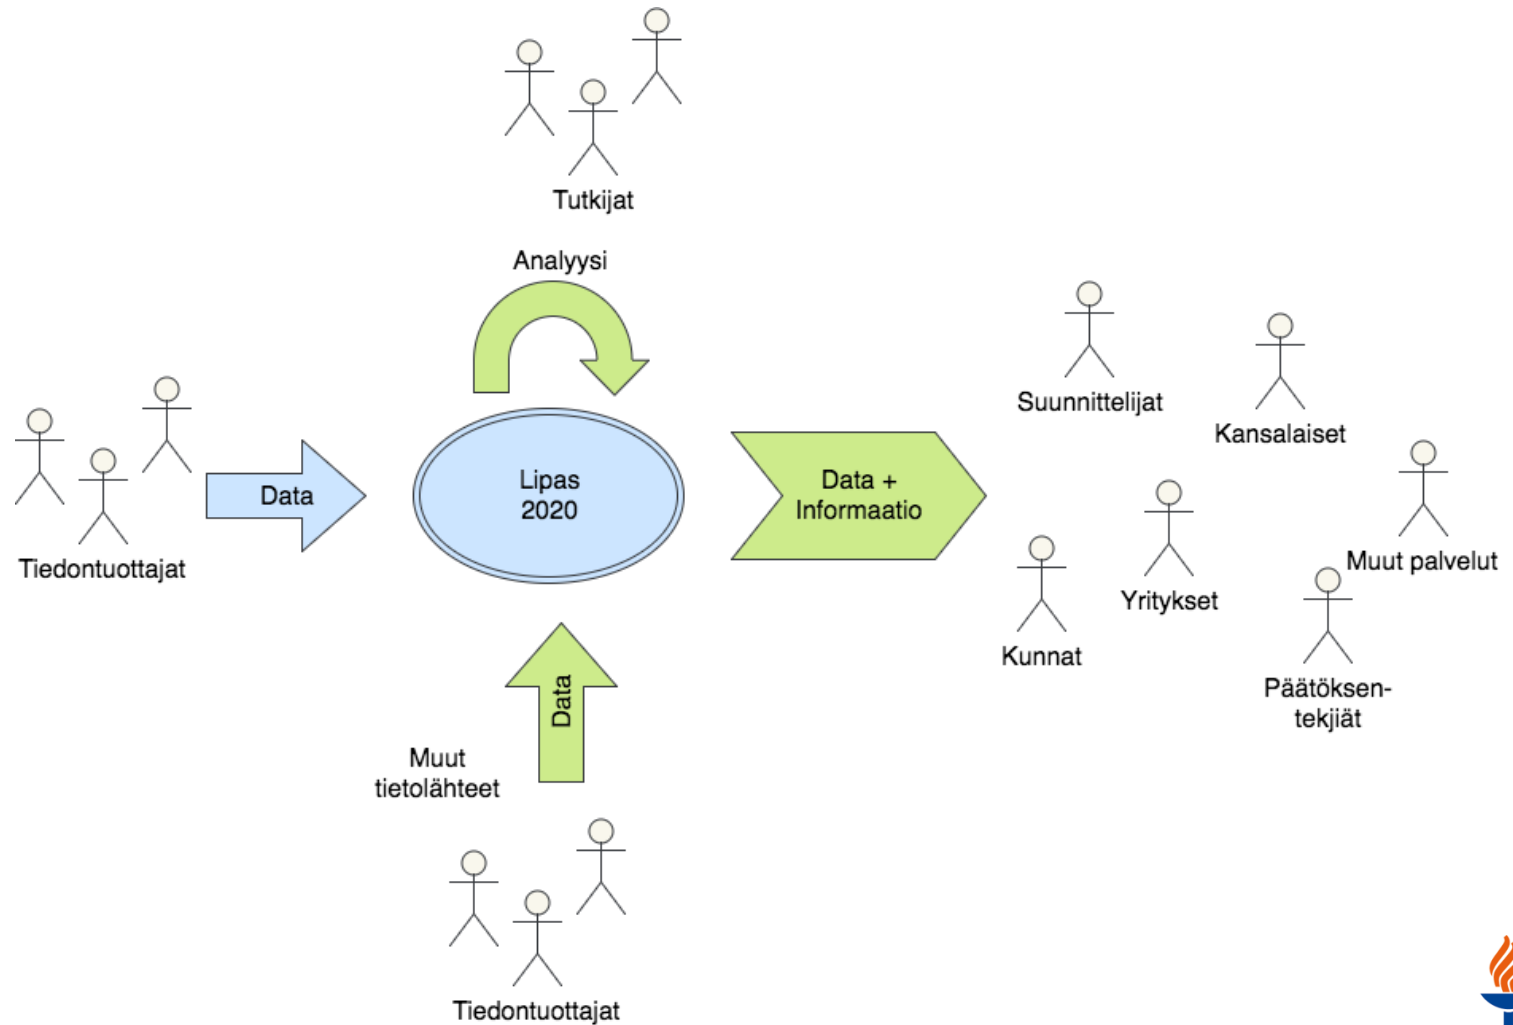 Tutkijat
Analyysi
Suunnittelijat
Kansalaiset
Data
Lipas
2020
Data +
Informaatio
Tiedontuottajat
Muut palvelut
Yritykset
Kunnat
Päätöksen-
tekjiät
Data
Muut
tietolähteet
Tiedontuottajat